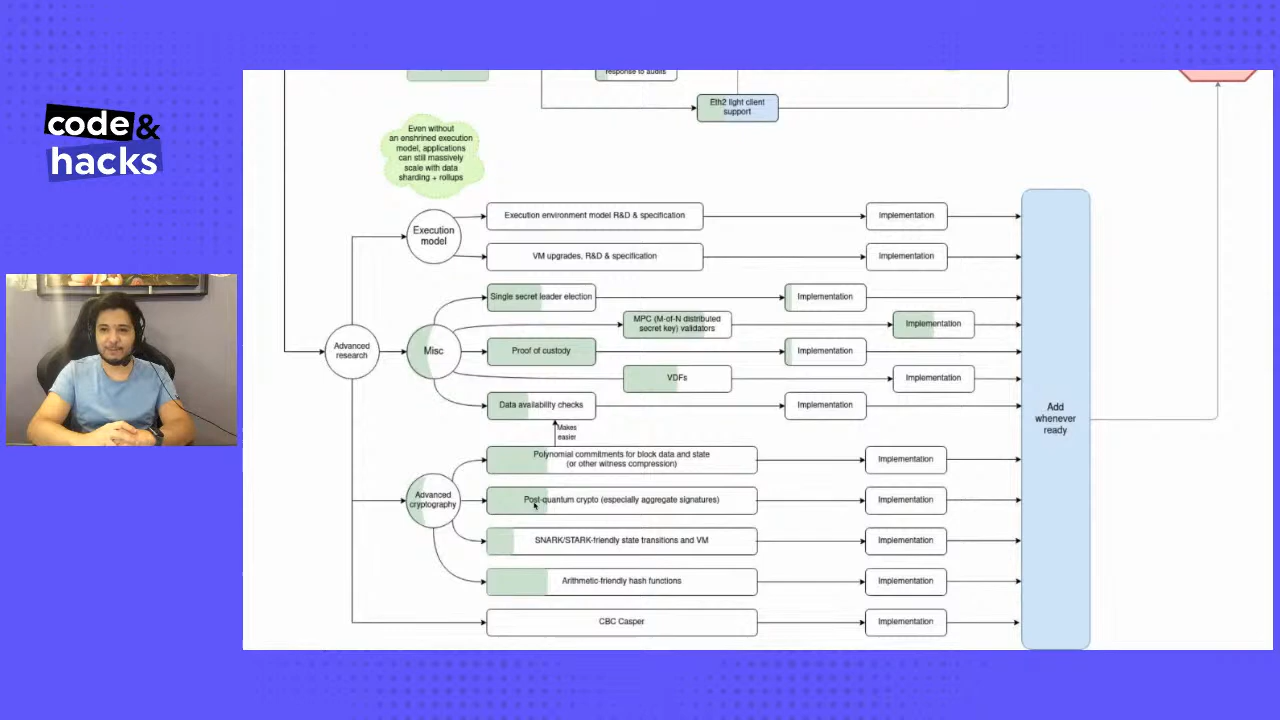 code &
hacks
response to audits
Eth2 light client
support
Even without
an enshrined execution
model, applications
can still massively
scale with data
sharding + rollups
Execution
model
Execution environment model R&D & specification
Implementation
VM upgrades, R&D & specification
Implementation
Single secret leader election
Implementation
MPC (M-of-N distributed
secret key) validators
Implementation
Advanced
research
Misc
Proof of custody
Implementation
VDFs
Implementation
Data availability checks
Implementation
Add
whenever
ready
Makes
easier
Polynomial commitments for block data and state
(or other witness compression)
Implementation
Advanced
cryptography
Post-quantum crypto (especially aggregate signatures)
Implementation
SNARK/STARK-friendly state transitions and VM
Implementation
Arithmetic-friendly hash functions
Implementation
CBC Casper
Implementation